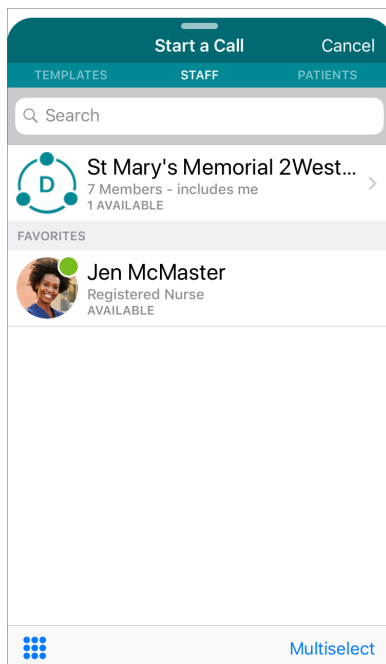 Start a Call
Cancel
TEMPLATES
STAFF
PATIENTS
Search
D
St Mary's Memorial 2West...
7 Members - includes me
1 AVAILABLE
FAVORITES
Jen McMaster
Registered Nurse
AVAILABLE
Multiselect